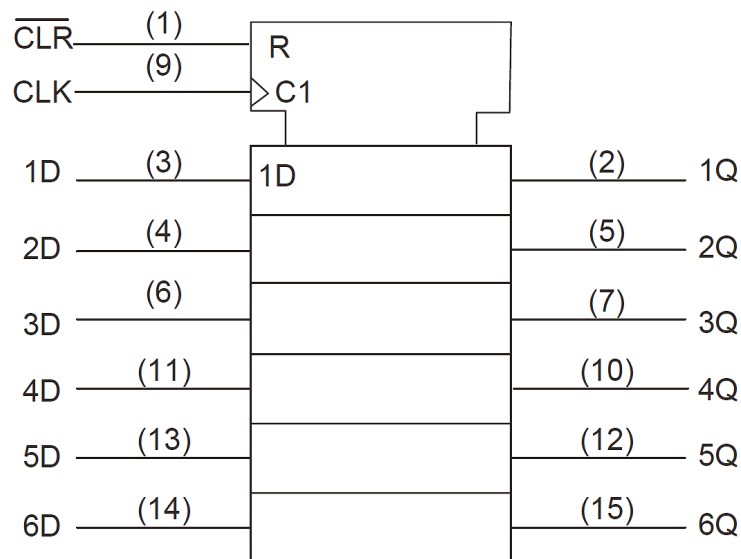 C̅L̅R̅ (1) R
(9)
CLK C1
1D (3) 1D (2) 1Q
2D (4) (5) 2Q
3D (6) (7) 3Q
4D (11) (10) 4Q
5D (13) (12) 5Q
6D (14) (15) 6Q